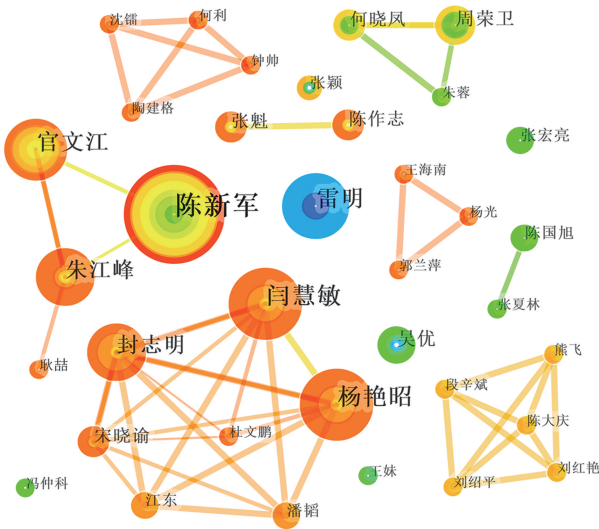 沈镭
何利
何晓凤
周荣卫
钟帅
张颖
朱蓉
陶建格
张魁
陈作志
官文江
张宏亮
王海南
陈新军
雷明
杨光
陈国旭
朱江峰
郭兰萍
闫慧敏
张夏林
封志明
吴优
熊飞
耿喆
段辛斌
杨艳昭
陈大庆
宋晓谕
杜文鹏
刘红艳
王妹
冯仲科
刘绍平
江东
潘韬